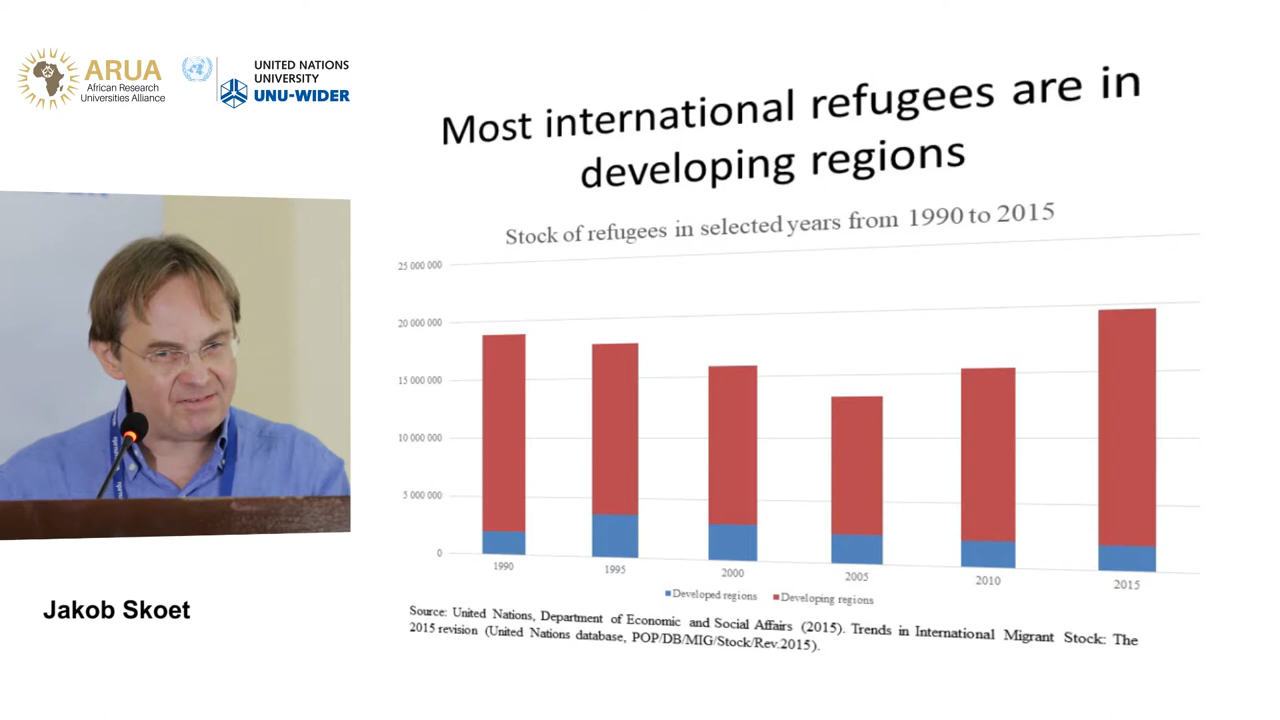 ARUA
African Research
Universities Alliance
UNITED NATIONS
UNIVERSITY
UNU-WIDER
Most international refugees are in
developing regions
Stock of refugees in selected years from 1990 to 2015
25 000 000
20 000 000
15 000 000
10 000 000
5 000 000
0
1990
1995
2000
2005
2010
2015
Developed regions
Developing regions
Source: United Nations, Department of Economic and Social Affairs (2015). Trends in International Migrant Stock: The
2015 revision (United Nations database, POP/DB/MIG/Stock/Rev.2015).
Jakob Skoet